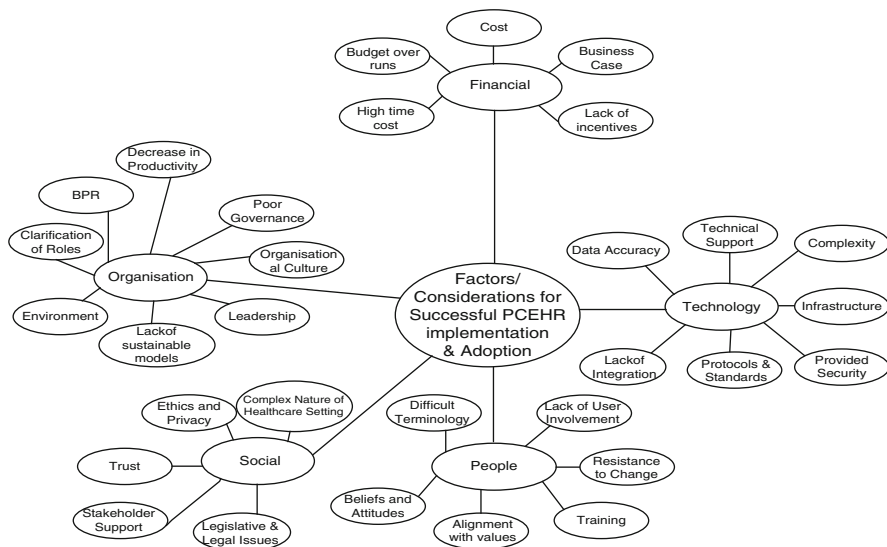 Cost
Budget over
runs
Business
Case
Financial
High time
cost
Lack of
incentives
Decrease in
Productivity
BPR
Poor
Governance
Clarification
of Roles
Organisation
al Culture
Organisation
Environment
Leadership
Lackof
sustainable
models
Factors/
Considerations for
Successful PCEHR
implementation
& Adoption
Technical
Support
Data Accuracy
Complexity
Technology
Infrastructure
Lackof
Integration
Protocols &
Standards
Provided
Security
Ethics and
Privacy
Complex Nature of
Healthcare Setting
Trust
Social
Stakeholder
Support
Legislative &
Legal Issues
Difficult
Terminology
Lack of User
Involvement
People
Resistance
to Change
Beliefs and
Attitudes
Alignment
with values
Training